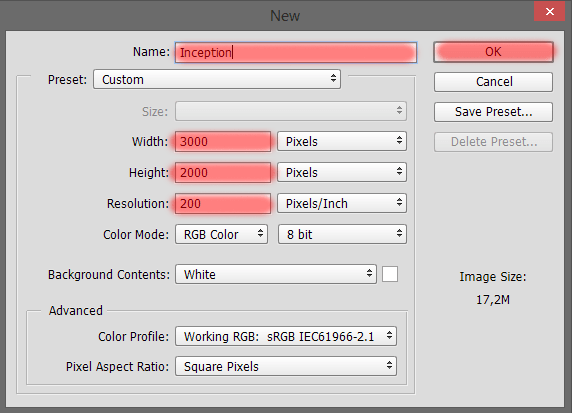 New
Name: Inception OK
Preset: Custom Cancel
Size: Save Preset...
Width: 3000 Pixels Delete Preset...
Height: 2000 Pixels
Resolution: 200 Pixels/Inch
Color Mode: RGB Color 8 bit
Background Contents: White Image Size:
17,2M
Advanced
Color Profile: Working RGB: sRGB IEC61966-2.1
Pixel Aspect Ratio: Square Pixels